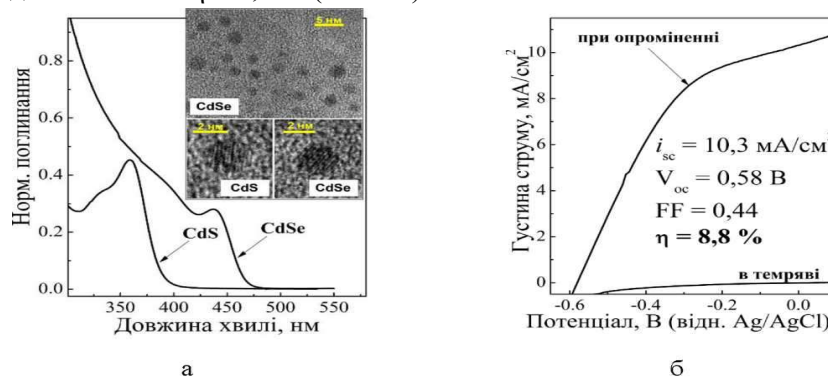 5 нм
CdSe
2 нм
2 нм
CdS
CdSe
Норм. поглинання
0.8
0.6
0.4
0.2
0.0
CdS
CdSe
350
400
450
500
550
Довжина хвилі, нм
а
Густина струму, мА/см²
10
8
6
4
2
0
при опроміненні
i sc = 10,3 мА/см²
V oc = 0,58 В
FF = 0,44
η = 8,8 %
в темряві
-0.6
-0.4
-0.2
0.0
Потенціал, В (відн. Ag/AgCl)
б